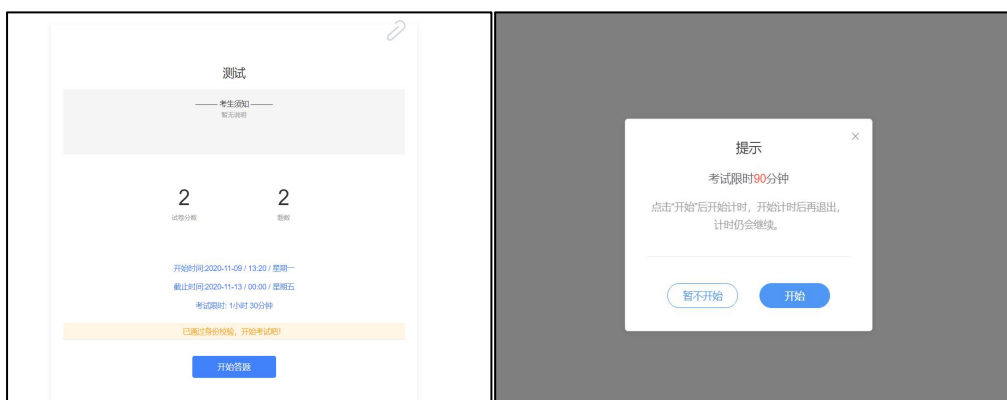 测试
考生须知
暂无说明
2
2
试卷分数
题数
开始时间:2020-11-09 / 13:20 / 星期一
截止时间:2020-11-13 / 00:00 / 星期五
考试限时: 1小时 30分钟
已通过身份校验，开始考试吧!
开始答题
提示
考试限时90分钟
点击“开始”后开始计时，开始计时后再退出，
计时仍会继续。
暂不开始
开始